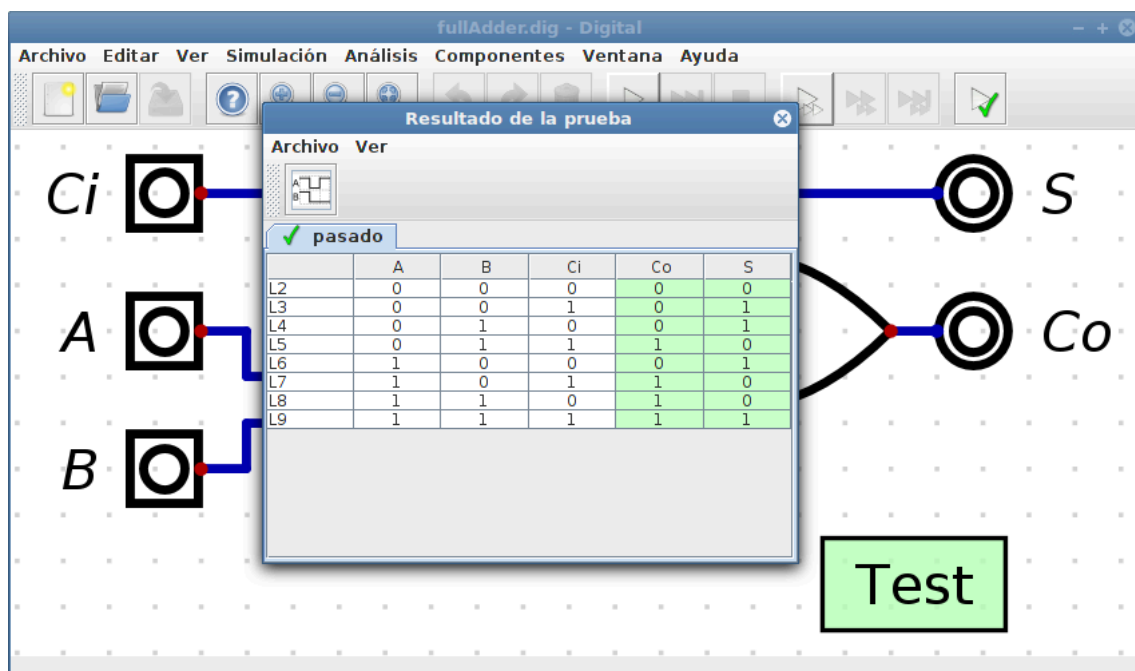 fullAdder.dig - Digital
Archivo Editar Ver Simulación Análisis Componentes Ventana Ayuda
Resultado de la prueba
Archivo Ver
A
B
pasado
A B Ci Co S
L2 0 0 0 0 0
L3 0 0 1 0 1
L4 0 1 0 0 1
L5 0 1 1 1 0
L6 1 0 0 0 1
L7 1 0 1 1 0
L8 1 1 0 1 0
L9 1 1 1 1 1
Ci
A
B
S
Co
Test